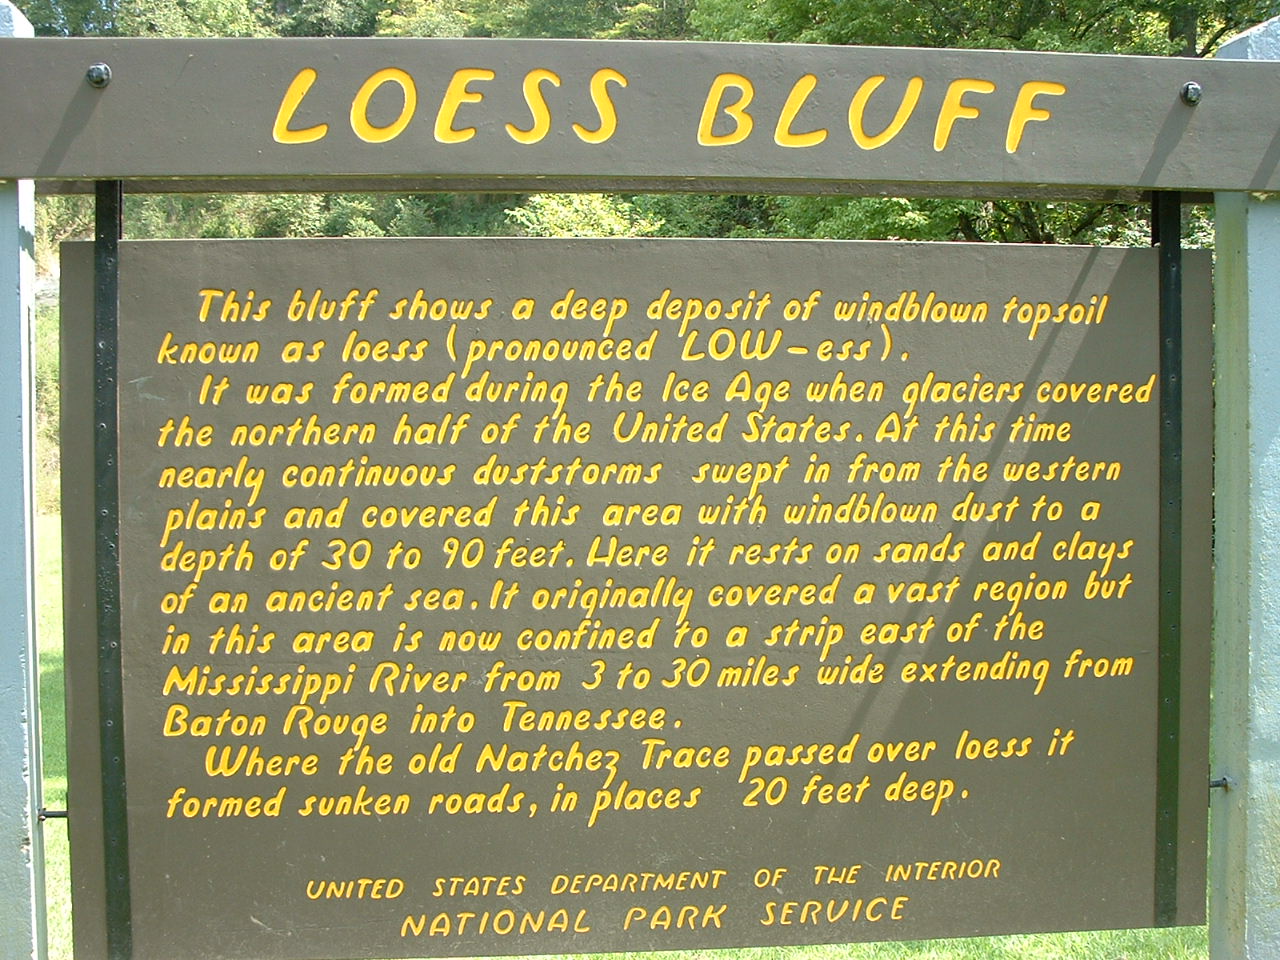 LOESS BLUFF
This bluff shows a deep deposit of windblown topsoil
known as loess (pronounced LOW-ess).
It was formed during the Ice Age when glaciers covered
the northern half of the United States. At this time
nearly continuous duststorms swept in from the western
plains and covered this area with windblown dust to a
depth of 30 to 90 feet. Here it rests on sands and clays
of an ancient sea. It originally covered a vast region but
in this area is now confined to a strip east of the
Mississippi River from 3 to 30 miles wide extending from
Baton Rouge into Tennessee.
Where the old Natchez Trace passed over loess it
formed sunken roads, in places 20 feet deep.
UNITED STATES DEPARTMENT OF THE INTERIOR
NATIONAL PARK SERVICE